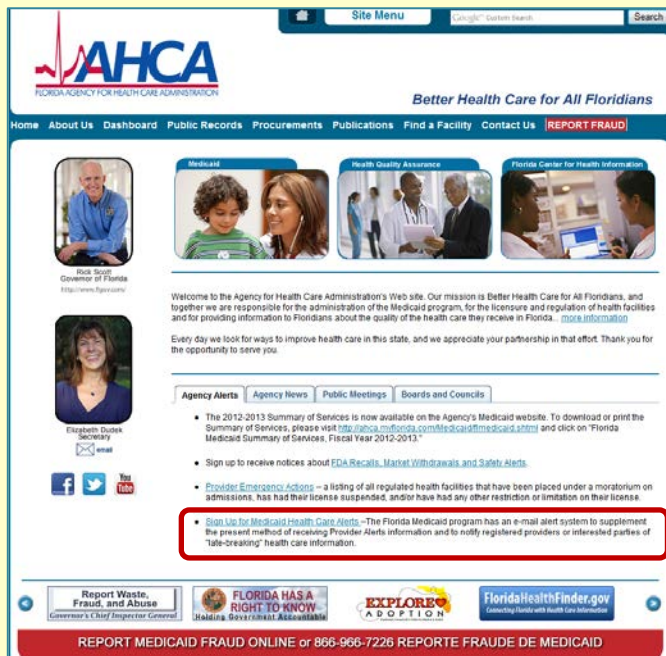 Site Menu
Google™ Custom Search
Search
AHCA
FLORIDA AGENCY FOR HEALTH CARE ADMINISTRATION
Better Health Care for All Floridians
Home About Us Dashboard Public Records Procurements Publications Find a Facility Contact Us REPORT FRAUD
Medicaid
Health Quality Assurance
Florida Center for Health Information
Rick Scott
Governor of Florida
http://www.flgov.com/
Welcome to the Agency for Health Care Administration's Web site. Our mission is Better Health Care for All Floridians, and
together we are responsible for the administration of the Medicaid program, for the licensure and regulation of health facilities
and for providing information to Floridians about the quality of the health care they receive in Florida... more information
Every day we look for ways to improve health care in this state, and we appreciate your partnership in that effort. Thank you for
the opportunity to serve you.
Elizabeth Dudek
Secretary
email
You
Tube
Agency Alerts Agency News Public Meetings Boards and Councils
• The 2012-2013 Summary of Services is now available on the Agency's Medicaid website. To download or print the
Summary of Services, please visit http://ahca.myflorida.com/Medicaid/flmedicaid.shtml and click on "Florida
Medicaid Summary of Services, Fiscal Year 2012-2013."
• Sign up to receive notices about FDA Recalls, Market Withdrawals and Safety Alerts.
• Provider Emergency Actions – a listing of all regulated health facilities that have been placed under a moratorium on
admissions, has had their license suspended, and/or have had any other restriction or limitation on their license.
• Sign Up for Medicaid Health Care Alerts –The Florida Medicaid program has an e-mail alert system to supplement
the present method of receiving Provider Alerts information and to notify registered providers or interested parties of
"late-breaking" health care information.
Report Waste,
Fraud, and Abuse
Governor's Chief Inspector General
FLORIDA HAS A
RIGHT TO KNOW
Holding Government Accountable
EXPLORE
ADOPTION
FloridaHealthFinder.gov
Connecting Florida with Health Care Information
REPORT MEDICAID FRAUD ONLINE or 866-966-7226 REPORTE FRAUDE DE MEDICAID